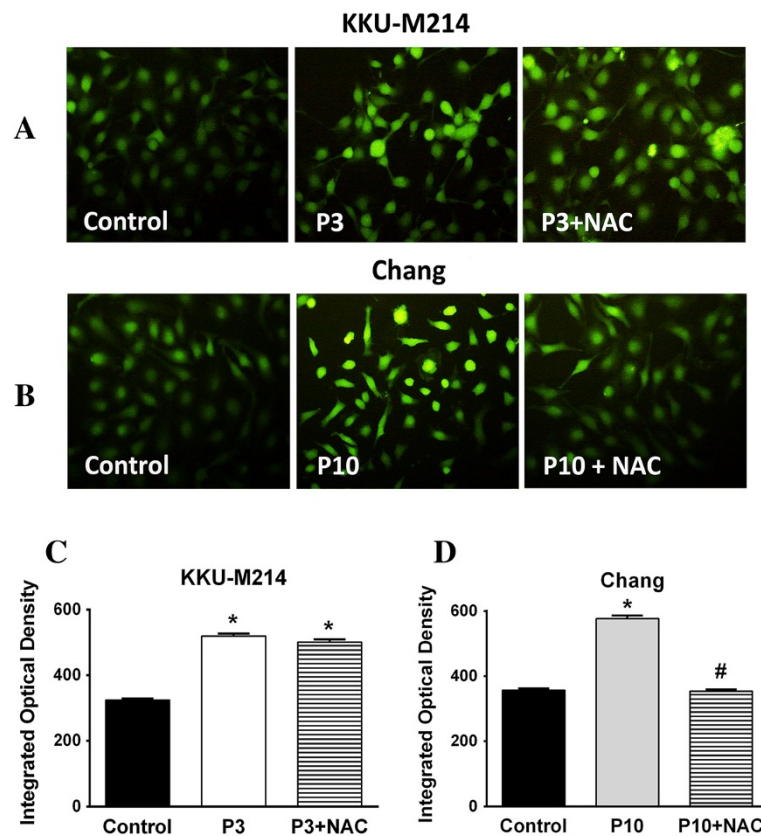 KKU-M214
A
Control
P3
P3+NAC
Chang
B
Control
P10
P10 + NAC
C
KKU-M214
Integrated Optical Density
600
400
200
0
*
*
Control
P3
P3+NAC
D
Chang
Integrated Optical Density
600
400
200
0
*
#
Control
P10
P10+NAC